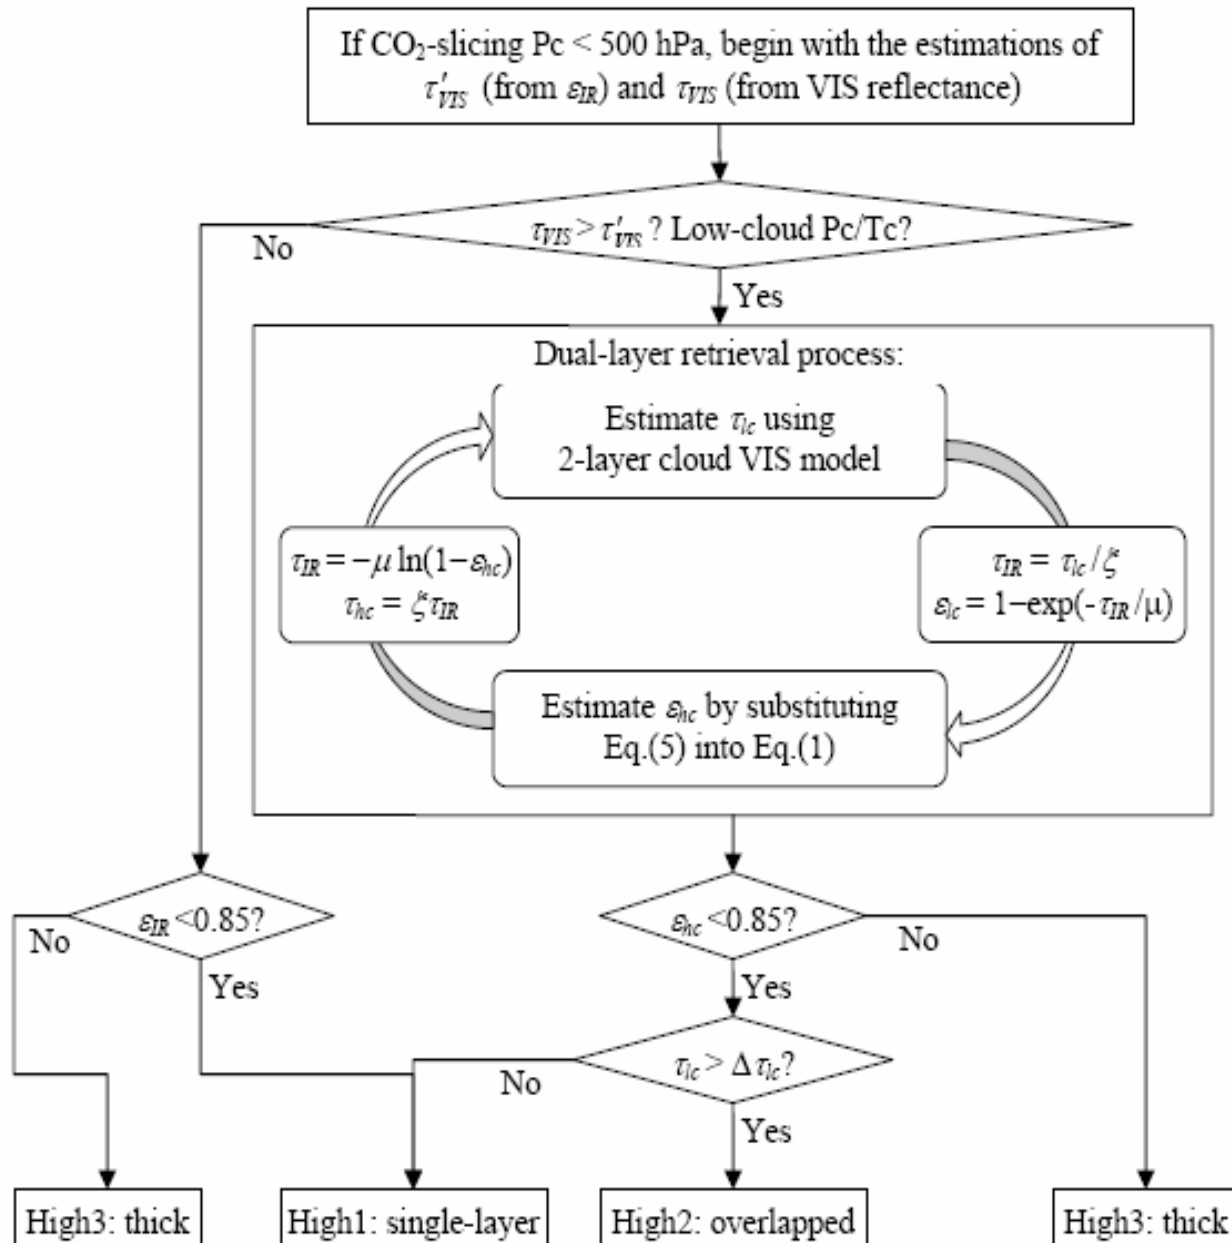 If CO₂-slicing Pc < 500 hPa, begin with the estimations of
τ′VIS (from εIR) and τVIS (from VIS reflectance)
τVIS > τ′VIS ? Low-cloud Pc/Tc?
No
Yes
Dual-layer retrieval process:
Estimate τlc using
2-layer cloud VIS model
τIR = −μ ln(1−εhc)
τhc = ζτIR
τIR = τlc/ζ
εlc = 1−exp(-τIR/μ)
Estimate εhc by substituting
Eq.(5) into Eq.(1)
εIR <0.85?
No
Yes
εhc <0.85?
No
Yes
τlc > Δτlc?
No
Yes
High3: thick
High1: single-layer
High2: overlapped
High3: thick